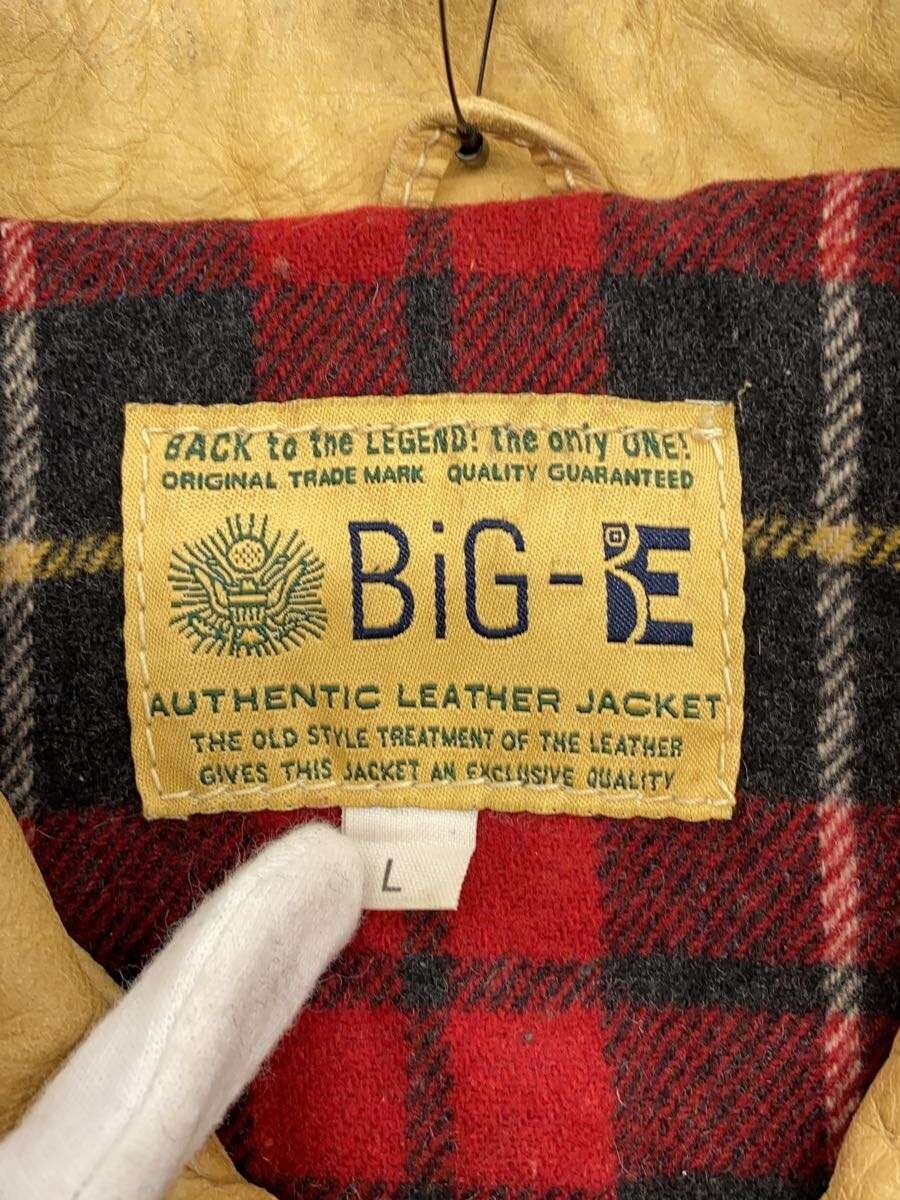 BACK to the LEGEND! the only ONE!
ORIGINAL TRADE MARK QUALITY GUARANTEED
BiG-E
AUTHENTIC LEATHER JACKET
THE OLD STYLE TREATMENT OF THE LEATHER
GIVES THIS JACKET AN EXCLUSIVE QUALITY
L